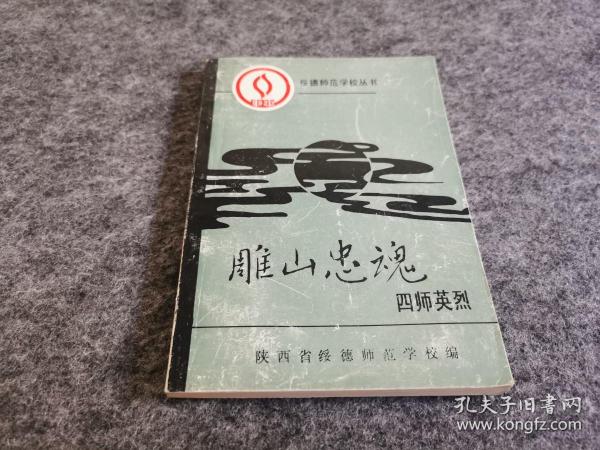 绥德师范学校丛书
雕山忠魂
四师英烈
陕西省绥德师范学校编
孔夫子旧書网
www.kongfz.com